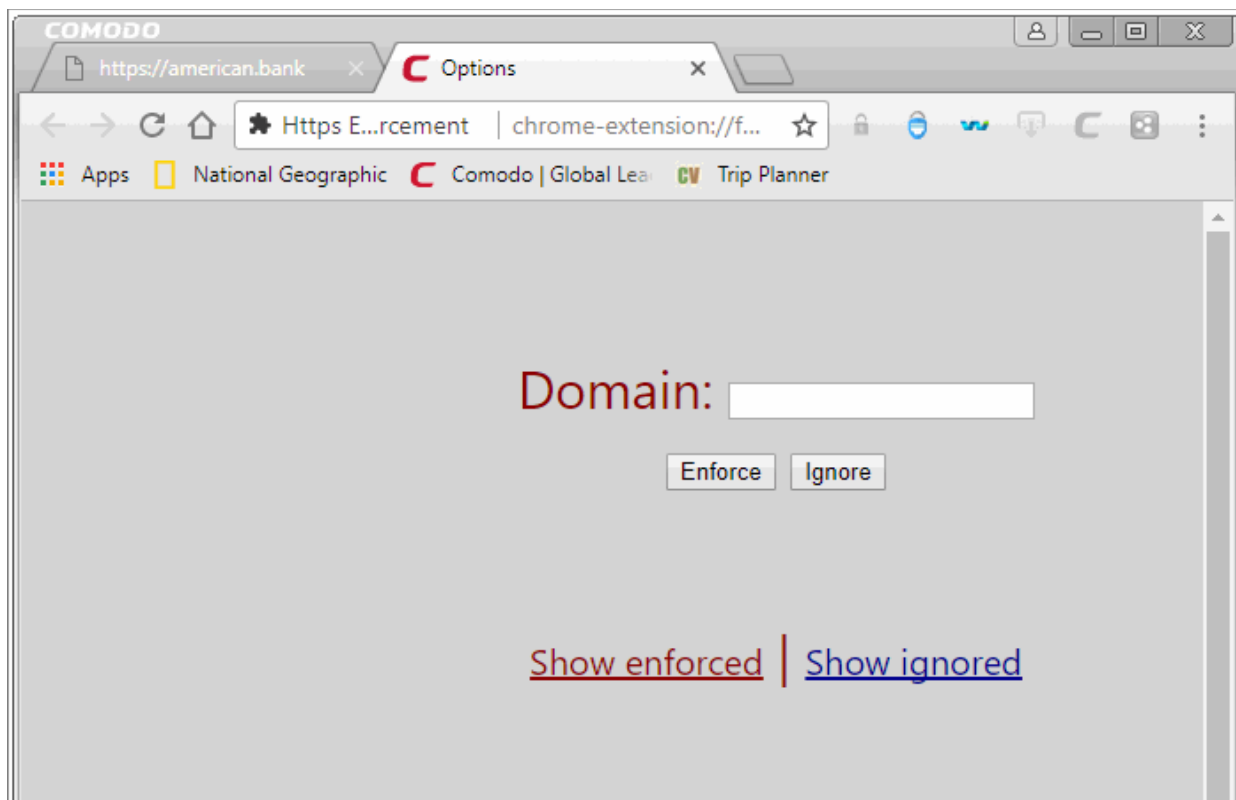 COMODO
https://american.bank
Options
Https E...rcement | chrome-extension://f...
Apps National Geographic Comodo | Global Lea CV Trip Planner
Domain:
Enforce Ignore
Show enforced | Show ignored